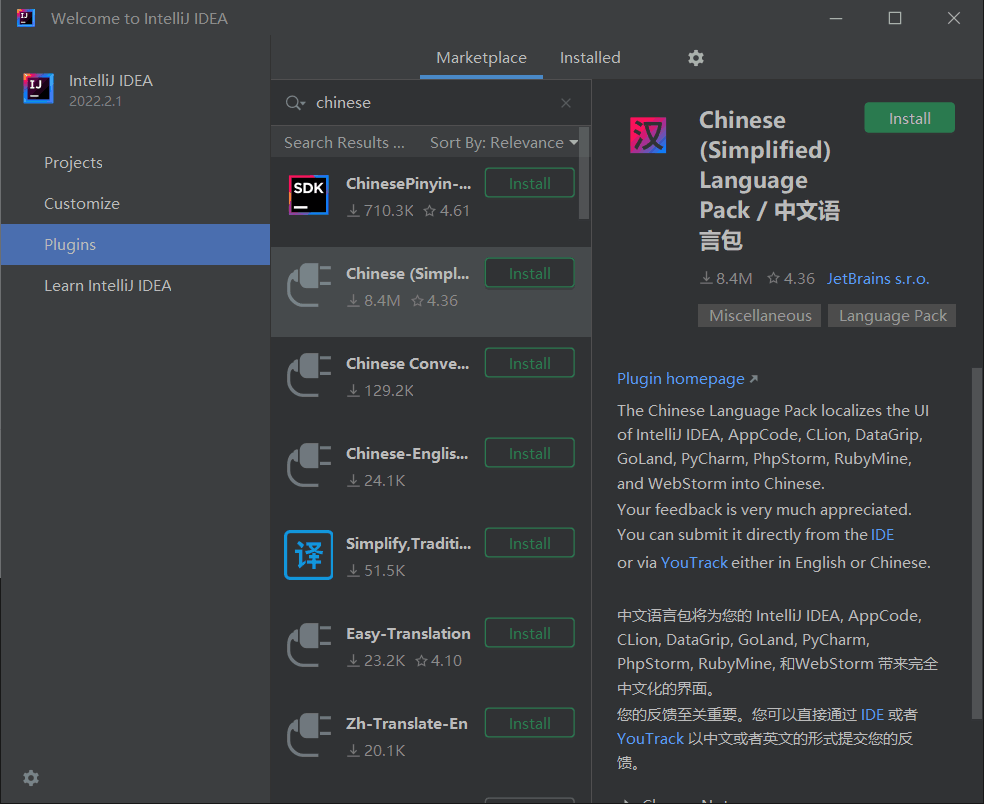 Welcome to IntelliJ IDEA
IntelliJ IDEA
2022.2.1
Projects
Customize
Plugins
Learn IntelliJ IDEA
Marketplace
Installed
chinese
Search Results ...
Sort By: Relevance
SDK
ChinesePinyin-...
Install
710.3K
4.61
Chinese (Simpl...
Install
8.4M
4.36
Chinese Conve...
Install
129.2K
Chinese-Englis...
Install
24.1K
译
Simplify,Traditi...
Install
51.5K
Easy-Translation
Install
23.2K
4.10
Zh-Translate-En
Install
20.1K
汉
Chinese
(Simplified)
Language
Pack / 中文语
言包
Install
8.4M
4.36
JetBrains s.r.o.
Miscellaneous
Language Pack
Plugin homepage
The Chinese Language Pack localizes the UI
of IntelliJ IDEA, AppCode, CLion, DataGrip,
GoLand, PyCharm, PhpStorm, RubyMine,
and WebStorm into Chinese.
Your feedback is very much appreciated.
You can submit it directly from the IDE
or via YouTrack either in English or Chinese.
中文语言包将为您的 IntelliJ IDEA, AppCode,
CLion, DataGrip, GoLand, PyCharm,
PhpStorm, RubyMine, 和WebStorm 带来完全
中文化的界面。
您的反馈至关重要。您可以直接通过 IDE 或者
YouTrack 以中文或者英文的形式提交您的反
馈。